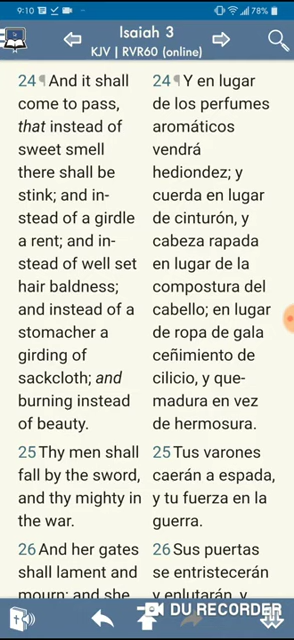 9:10
78%
Isaiah 3
KJV | RVR60 (online)
24¶ And it shall
come to pass,
that instead of
sweet smell
there shall be
stink; and in-
stead of a girdle
a rent; and in-
stead of well set
hair baldness;
and instead of a
stomacher a
girding of
sackcloth; and
burning instead
of beauty.
25 Thy men shall
fall by the sword,
and thy mighty in
the war.
26 And her gates
shall lament and
mourn; and she
24¶ Y en lugar
de los perfumes
aromáticos
vendrá
hediondez; y
cuerda en lugar
de cinturón, y
cabeza rapada
en lugar de la
compostura del
cabello; en lugar
de ropa de gala
ceñimiento de
cilicio, y que-
madura en vez
de hermosura.
25 Tus varones
caerán a espada,
y tu fuerza en la
guerra.
26 Sus puertas
se entristecerán
y enlutarán, y
DU RECORDER